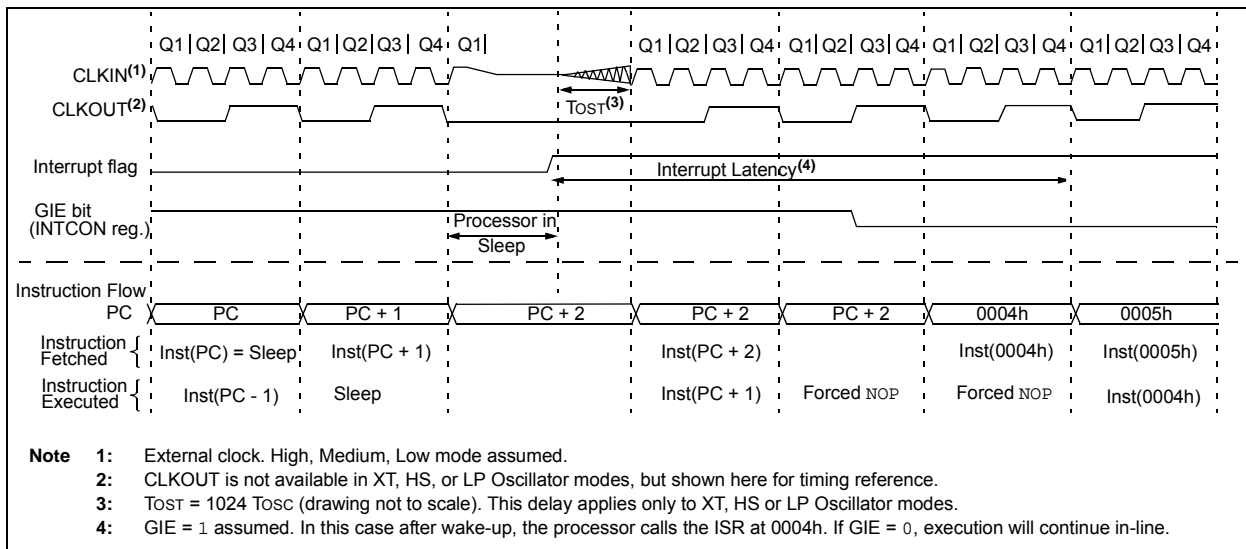 Q1 Q2 Q3 Q4 Q1 Q2 Q3 Q4 Q1 Q1 Q2 Q3 Q4 Q1 Q2 Q3 Q4 Q1 Q2 Q3 Q4 Q1 Q2 Q3 Q4
CLKIN(1)
CLKOUT(2) TOST(3)
Interrupt flag Interrupt Latency(4)
GIE bit
(INTCON reg.) Processor in
Sleep
Instruction Flow
PC PC PC + 1 PC + 2 PC + 2 PC + 2 0004h 0005h
Instruction
Fetched { Inst(PC) = Sleep Inst(PC + 1) Inst(PC + 2) Inst(0004h) Inst(0005h)
Instruction
Executed { Inst(PC - 1) Sleep Inst(PC + 1) Forced NOP Forced NOP Inst(0004h)
Note 1: External clock. High, Medium, Low mode assumed.
2: CLKOUT is not available in XT, HS, or LP Oscillator modes, but shown here for timing reference.
3: TOST = 1024 TOSC (drawing not to scale). This delay applies only to XT, HS or LP Oscillator modes.
4: GIE = 1 assumed. In this case after wake-up, the processor calls the ISR at 0004h. If GIE = 0, execution will continue in-line.